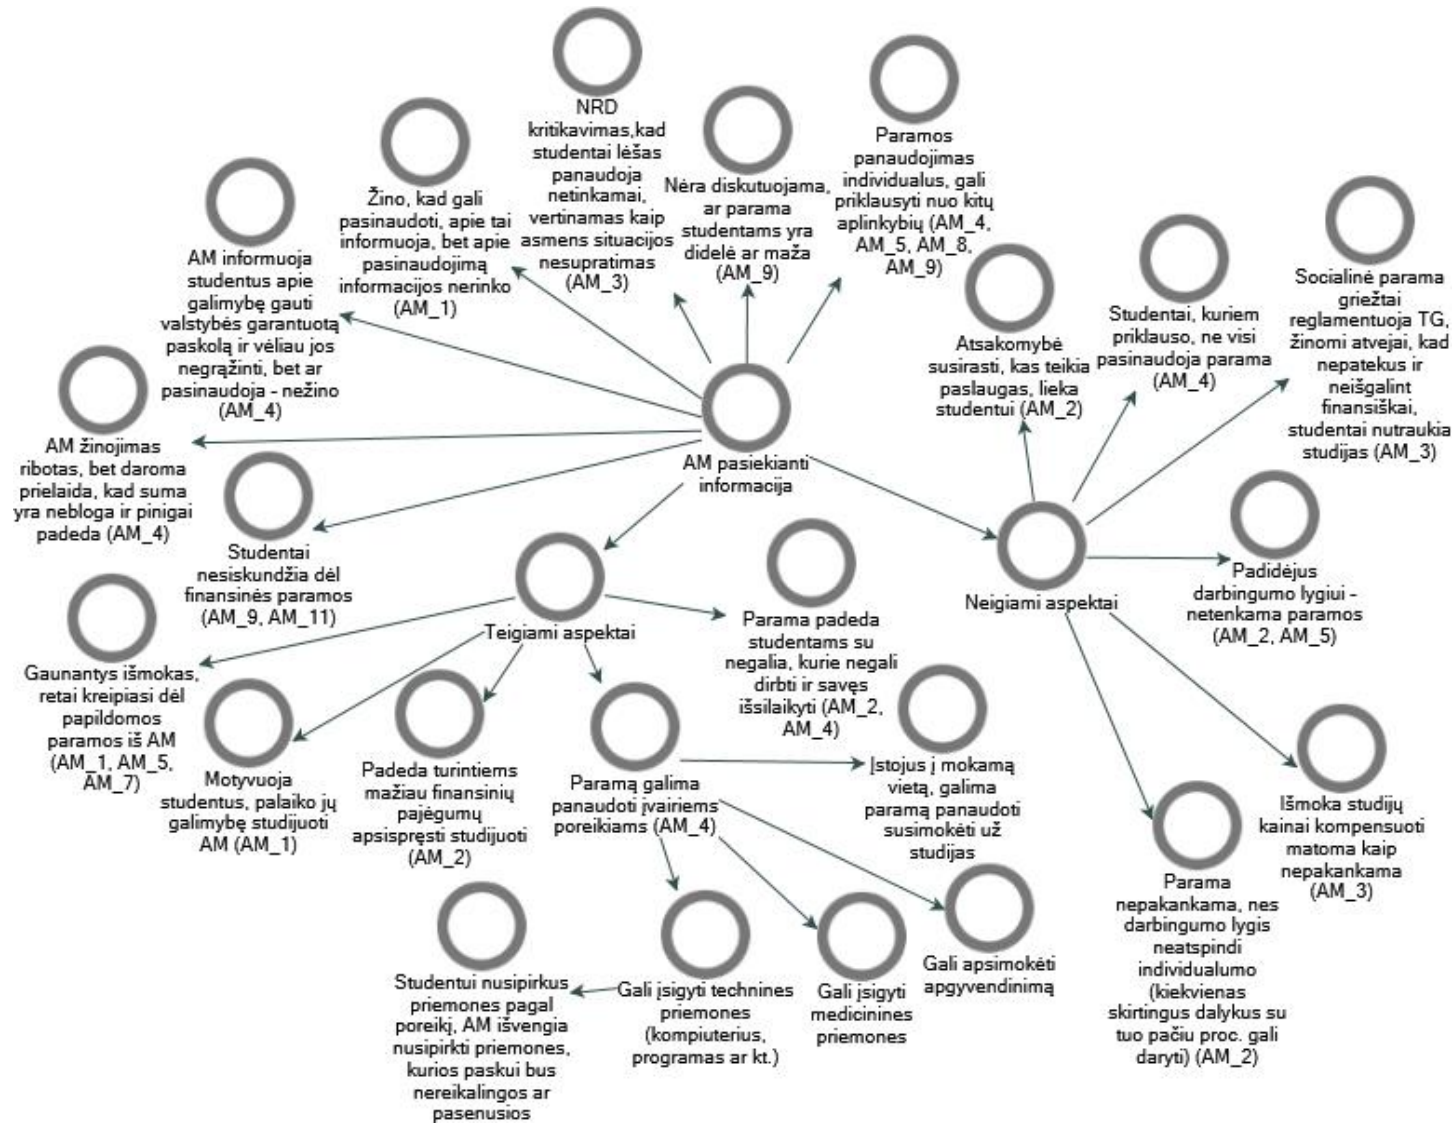 NRD
kritikavimas,kad
studentai lėšas
panaudoja
netinkamai,
vertinamas kaip
asmens situacijos
nesupratimas
(AM_3)
Paramos
panaudojimas
individualus, gali
priklausyti nuo kitų
aplinkybių (AM_4,
AM_5, AM_8,
AM_9)
Nėra diskutuojama,
ar parama
studentams yra
didelė ar maža
(AM_9)
Žino, kad gali
pasinaudoti, apie tai
informuoja, bet apie
pasinaudojimą
informacijos nerinko
(AM_1)
AM informuoja
studentus apie
galimybę gauti
valstybės garantuotą
paskolą ir vėliau jos
negrąžinti, bet ar
pasinaudoja - nežino
(AM_4)
Socialinė parama
griežtai
reglamentuoja TG,
žinomi atvejai, kad
nepatekus ir
neišgalint
finansiškai,
studentai nutraukia
studijas (AM_3)
Studentai, kuriem
priklauso, ne visi
pasinaudoja parama
(AM_4)
Atsakomybė
susirasti, kas teikia
paslaugas, lieka
studentui (AM_2)
AM žinojimas
ribotas, bet daroma
prielaida, kad suma
yra nebloga ir pinigai
padeda (AM_4)
AM pasiekianti
informacija
Studentai
nesiskundžia dėl
finansinės paramos
(AM_9, AM_11)
Padidėjus
darbingumo lygiui -
netenkama paramos
(AM_2, AM_5)
Neigiami aspektai
Teigiami aspektai
Parama padeda
studentams su
negalia, kurie negali
dirbti ir savęs
išsilaikyti (AM_2,
AM_4)
Gaunantys išmokas,
retai kreipiasi dėl
papildomos
paramos iš AM
(AM_1, AM_5,
AM_7)
Motyvuoja
studentus, palaiko jų
galimybę studijuoti
AM (AM_1)
Padeda turintiems
mažiau finansinių
pajėgumų
apsispręsti studijuoti
(AM_2)
Paramą galima
panaudoti įvairiems
poreikiams (AM_4)
Įstojus į mokamą
vietą, galima
paramą panaudoti
susimokėti už
studijas
Išmoka studijų
kainai kompensuoti
matoma kaip
nepakankama
(AM_3)
Parama
nepakankama, nes
darbingumo lygis
neatspindi
individualumo
(kiekvienas
skirtingus dalykus su
tuo pačiu proc. gali
daryti) (AM_2)
Studentui nusipirkus
priemones pagal
poreikį, AM išvengia
nusipirkti priemones,
kurios paskui bus
nereikalingos ar
pasenusios
Gali įsigyti technines
priemones
(kompiuterius,
programas ar kt.)
Gali įsigyti
medicinines
priemones
Gali apsimokėti
apgyvendinimą